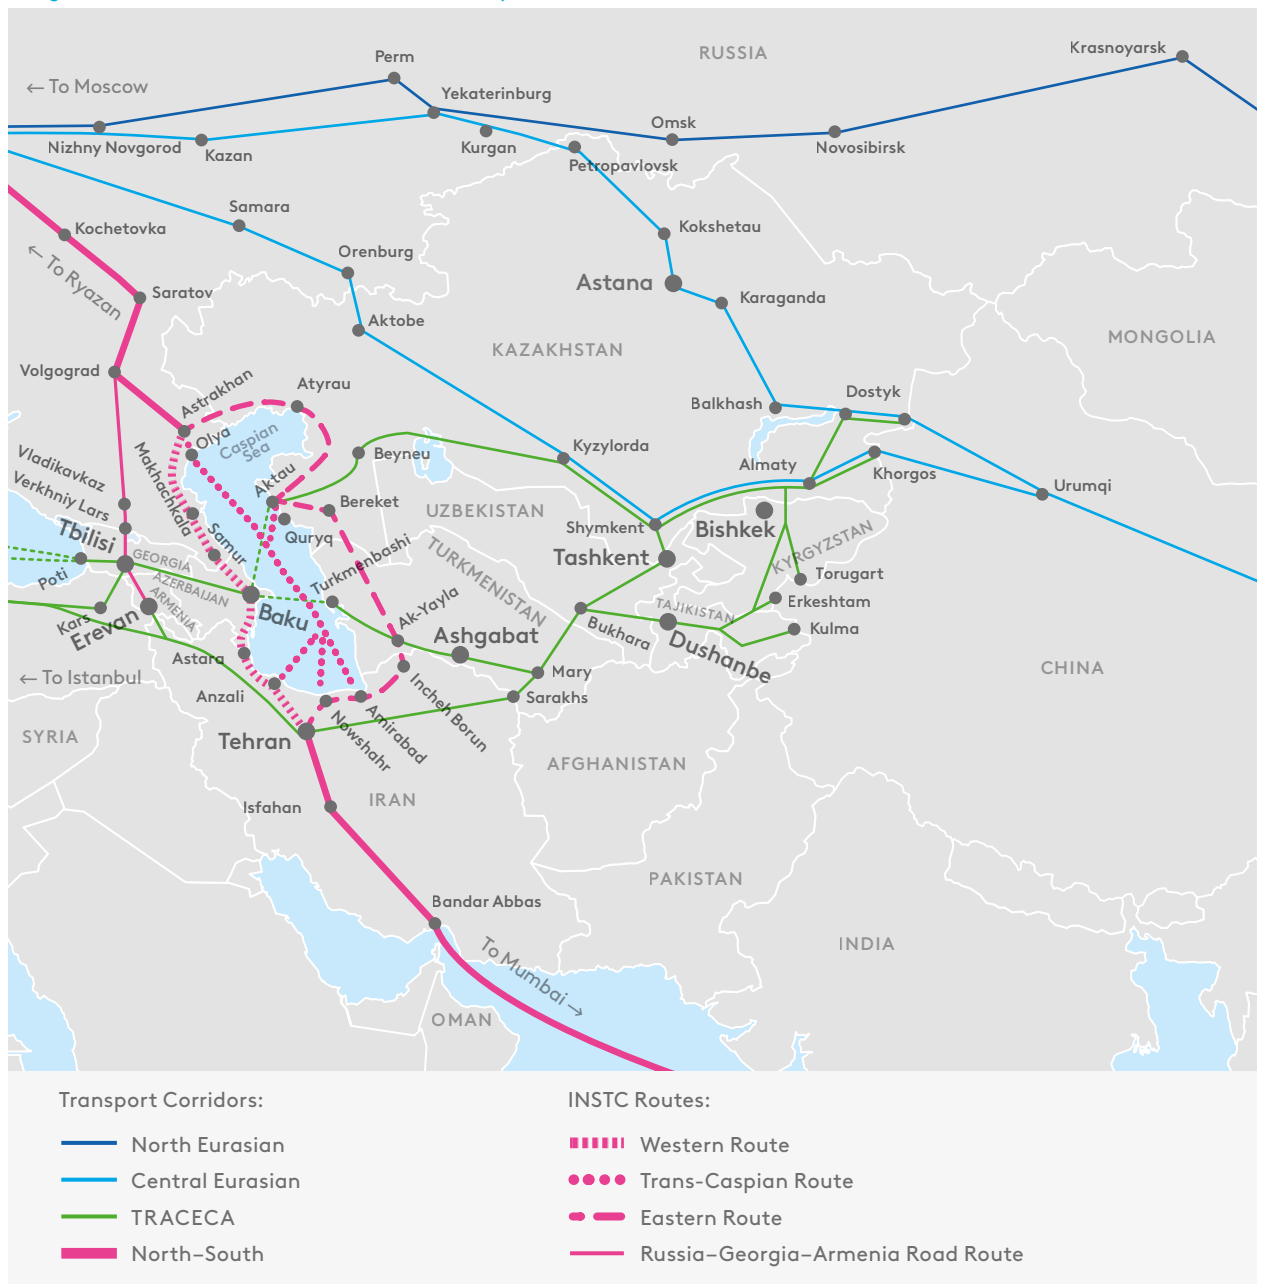 RUSSIA
Krasnoyarsk
Perm
← To Moscow
Yekaterinburg
Omsk
Nizhny Novgorod
Kazan
Kurgan
Novosibirsk
Petropavlovsk
Samara
Kochetovka
Kokshetau
Orenburg
← To Ryazan
Astana
Saratov
Karaganda
Aktobe
MONGOLIA
KAZAKHSTAN
Volgograd
Astrakhan
Atyrau
Dostyk
Balkhash
Olya
Caspian
Sea
Kyzylorda
Beyneu
Makhachkala
Vladikavkaz
Aktau
Almaty
Khorgos
Urumqi
Verkhniy Lars
Bereket
UZBEKISTAN
Shymkent
Bishkek
Tbilisi
Samur
Quryq
KYRGYZSTAN
GEORGIA
Turkmenbashi
TURKMENISTAN
Tashkent
Torugart
Poti
AZERBAIJAN
ARMENIA
Baku
Ak-Yayla
TAJIKISTAN
Erkeshtam
Kars
Erevan
Ashgabat
Bukhara
Dushanbe
Kulma
Astara
CHINA
← To Istanbul
Mary
Anzali
Incheh Borun
Sarakhs
Nowshahr
Amirabad
SYRIA
Tehran
AFGHANISTAN
Isfahan
IRAN
PAKISTAN
Bandar Abbas
INDIA
To Mumbai →
OMAN
Transport Corridors:
North Eurasian
Central Eurasian
TRACECA
North–South
INSTC Routes:
Western Route
Trans-Caspian Route
Eastern Route
Russia–Georgia–Armenia Road Route